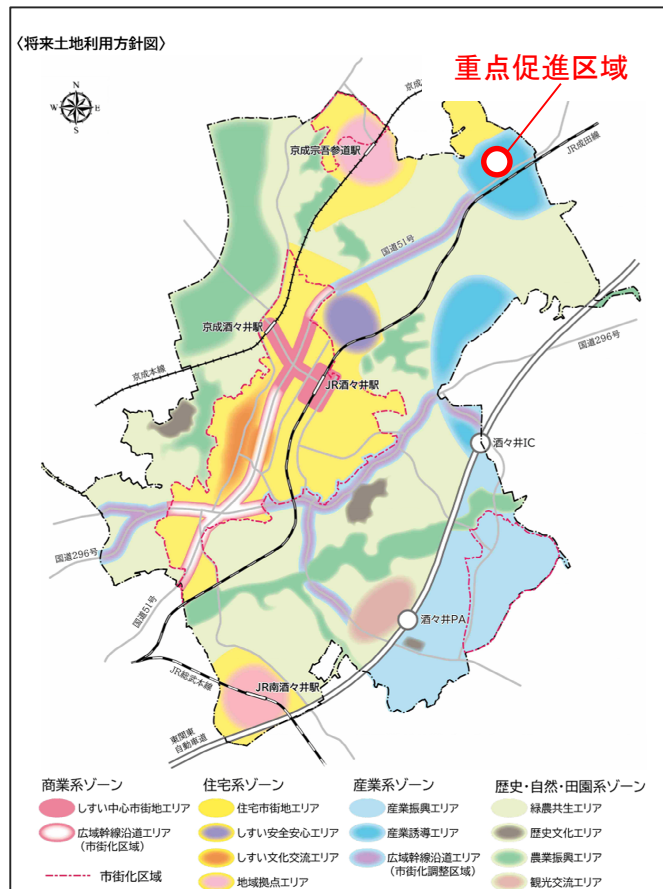 〈将来土地利用方針図〉
重点促進区域
N
W
E
S
京成宗吾参道駅
JR成田線
国道51号
京成酒々井駅
国道296号
京成本線
JR酒々井駅
酒々井IC
国道296号
国道51号
酒々井PA
JR総武本線
JR南酒々井駅
東関東
自動車道
商業系ゾーン
しすい中心市街地エリア
広域幹線沿道エリア
(市街化区域)
市街化区域
住宅系ゾーン
住宅市街地エリア
しすい安全安心エリア
しすい文化交流エリア
地域拠点エリア
産業系ゾーン
産業振興エリア
産業誘導エリア
広域幹線沿道エリア
(市街化調整区域)
歴史・自然・田園系ゾーン
緑農共生エリア
歴史文化エリア
農業振興エリア
観光交流エリア